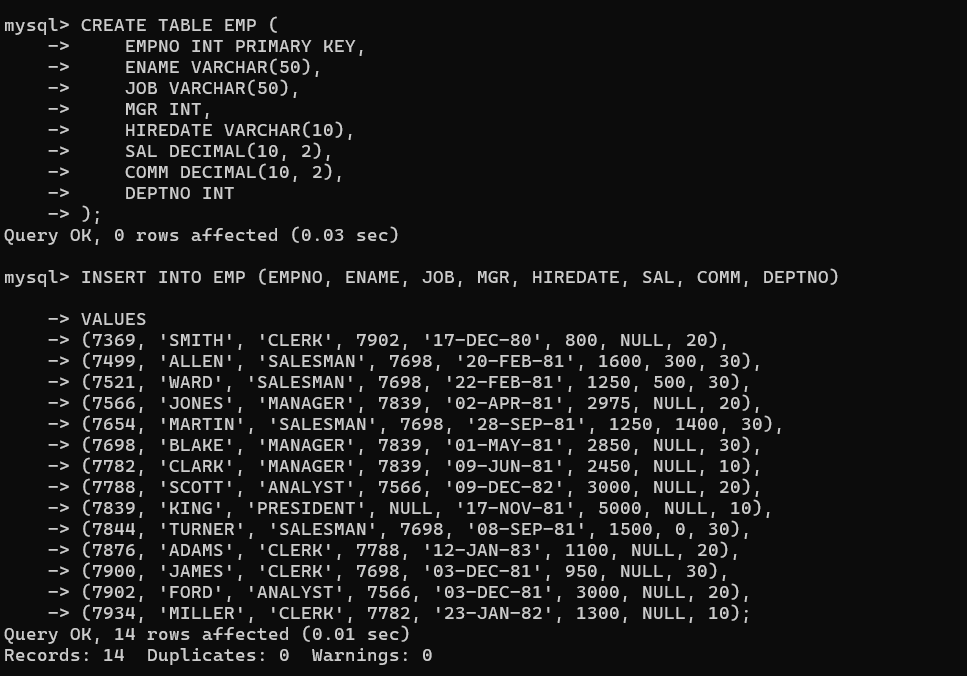 mysql> CREATE TABLE EMP (
    ->     EMPNO INT PRIMARY KEY,
    ->     ENAME VARCHAR(50),
    ->     JOB VARCHAR(50),
    ->     MGR INT,
    ->     HIREDATE VARCHAR(10),
    ->     SAL DECIMAL(10, 2),
    ->     COMM DECIMAL(10, 2),
    ->     DEPTNO INT
    -> );
Query OK, 0 rows affected (0.03 sec)

mysql> INSERT INTO EMP (EMPNO, ENAME, JOB, MGR, HIREDATE, SAL, COMM, DEPTNO)

    -> VALUES
    -> (7369, 'SMITH', 'CLERK', 7902, '17-DEC-80', 800, NULL, 20),
    -> (7499, 'ALLEN', 'SALESMAN', 7698, '20-FEB-81', 1600, 300, 30),
    -> (7521, 'WARD', 'SALESMAN', 7698, '22-FEB-81', 1250, 500, 30),
    -> (7566, 'JONES', 'MANAGER', 7839, '02-APR-81', 2975, NULL, 20),
    -> (7654, 'MARTIN', 'SALESMAN', 7698, '28-SEP-81', 1250, 1400, 30),
    -> (7698, 'BLAKE', 'MANAGER', 7839, '01-MAY-81', 2850, NULL, 30),
    -> (7782, 'CLARK', 'MANAGER', 7839, '09-JUN-81', 2450, NULL, 10),
    -> (7788, 'SCOTT', 'ANALYST', 7566, '09-DEC-82', 3000, NULL, 20),
    -> (7839, 'KING', 'PRESIDENT', NULL, '17-NOV-81', 5000, NULL, 10),
    -> (7844, 'TURNER', 'SALESMAN', 7698, '08-SEP-81', 1500, 0, 30),
    -> (7876, 'ADAMS', 'CLERK', 7788, '12-JAN-83', 1100, NULL, 20),
    -> (7900, 'JAMES', 'CLERK', 7698, '03-DEC-81', 950, NULL, 30),
    -> (7902, 'FORD', 'ANALYST', 7566, '03-DEC-81', 3000, NULL, 20),
    -> (7934, 'MILLER', 'CLERK', 7782, '23-JAN-82', 1300, NULL, 10);
Query OK, 14 rows affected (0.01 sec)
Records: 14  Duplicates: 0  Warnings: 0